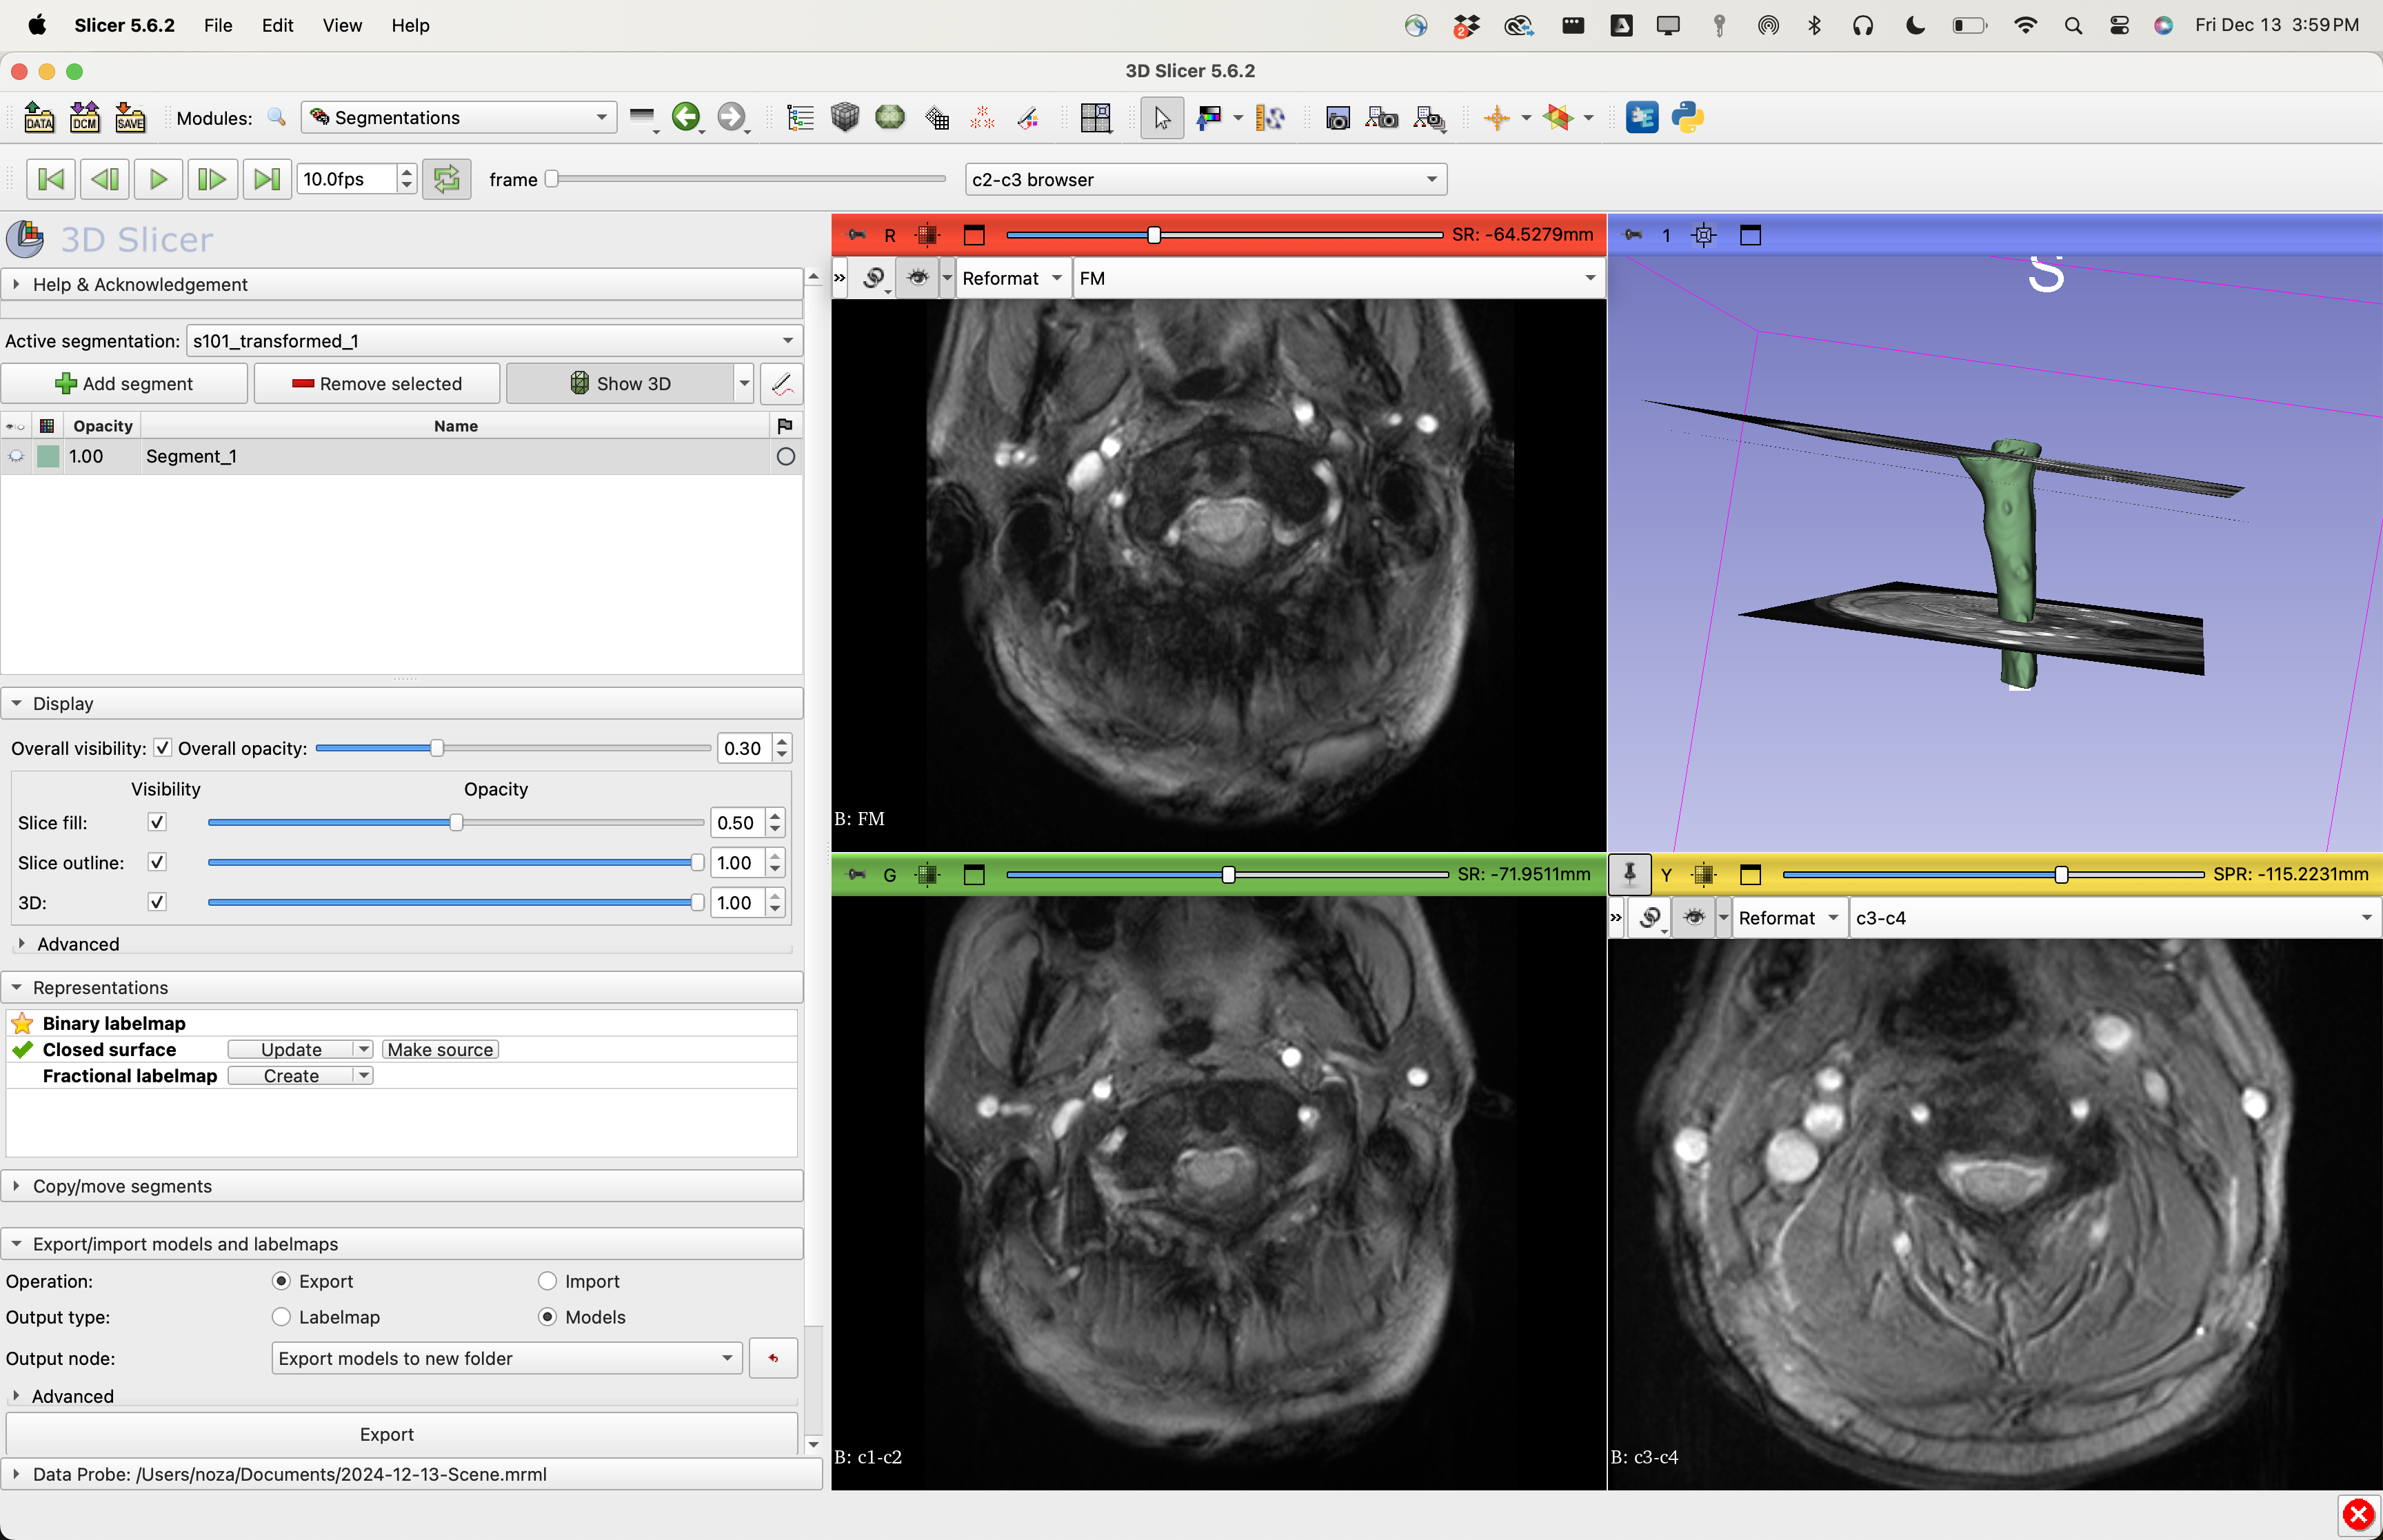 Slicer 5.6.2 File Edit View Help 2 Fri Dec 13 3:59 PM
3D Slicer 5.6.2
DATA DCM SAVE Modules: Segmentations
10.0fps frame c2-c3 browser
3D Slicer
Help & Acknowledgement
Active segmentation: s101_transformed_1
Add segment Remove selected Show 3D
Opacity Name
1.00 Segment_1
Display
Overall visibility: Overall opacity: 0.30
Visibility Opacity
Slice fill: 0.50
Slice outline: 1.00
3D: 1.00
Advanced
Representations
Binary labelmap
Closed surface Update Make source
Fractional labelmap Create
Copy/move segments
Export/import models and labelmaps
Operation: Export Import
Output type: Labelmap Models
Output node: Export models to new folder
Advanced
Export
Data Probe: /Users/noza/Documents/2024-12-13-Scene.mrml
R SR: -64.5279mm
Reformat FM
B: FM
1
S
G SR: -71.9511mm
B: c1-c2
Y SPR: -115.2231mm
Reformat c3-c4
B: c3-c4